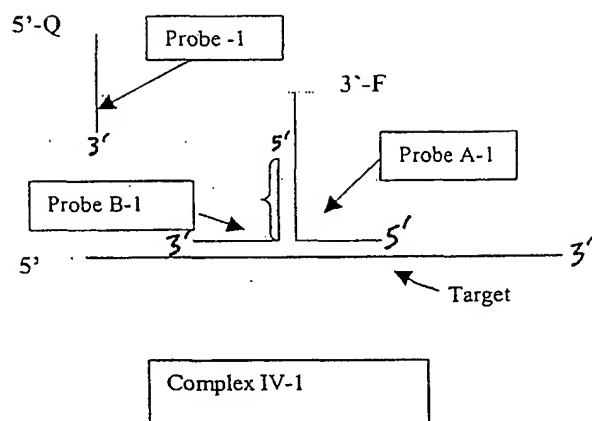 5'-Q
Probe -1
3`-F
3'
5'
Probe A-1
Probe B-1
3'
5'
5'
3'
Target
Complex IV-1